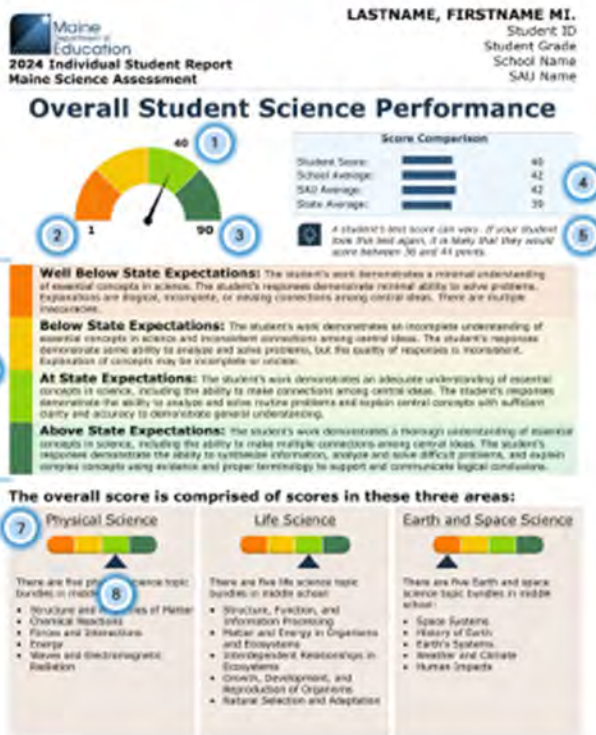 Maine
Department of
Education
2024 Individual Student Report
Maine Science Assessment
LASTNAME, FIRSTNAME MI.
Student ID
Student Grade
School Name
SAU Name
Overall Student Science Performance
40
1
2
1
90
3
Score Comparison
Student Score: 40
School Average: 42
SAU Average: 42
State Average: 39
4
A student's test score can vary. If your student
took this test again, it is likely that they would
score between 36 and 44 points.
5
Well Below State Expectations: The student's work demonstrates a minimal understanding
of essential concepts in science. The student's responses demonstrate minimal ability to solve problems.
Explanations are illogical, incomplete, or missing connections among central ideas. There are multiple
inaccuracies.
Below State Expectations: The student's work demonstrates an incomplete understanding of
essential concepts in science and inconsistent connections among central ideas. The student's responses
demonstrate some ability to analyze and solve problems, but the quality of responses is inconsistent.
Explanation of concepts may be incomplete or unclear.
At State Expectations: The student's work demonstrates an adequate understanding of essential
concepts in science, including the ability to make connections among central ideas. The student's responses
demonstrate the ability to analyze and solve routine problems and explain central concepts with sufficient
clarity and accuracy to demonstrate general understanding.
Above State Expectations: The student's work demonstrates a thorough understanding of essential
concepts in science, including the ability to make multiple connections among central ideas. The student's
responses demonstrate the ability to synthesize information, analyze and solve difficult problems, and explain
complex concepts using evidence and proper terminology to support and communicate logical conclusions.
The overall score is comprised of scores in these three areas:
7
Physical Science
There are five science topic
bundles in
8
• Structure and of Matter
• Chemical Reactions
• Forces and Interactions
• Energy
• Waves and Electromagnetic
Radiation
Life Science
There are five life science topic
bundles in middle school:
• Structure, Function, and
Information Processing
• Matter and Energy in Organisms
and Ecosystems
• Interdependent Relationships in
Ecosystems
• Growth, Development, and
Reproduction of Organisms
• Natural Selection and Adaptation
Earth and Space Science
There are five Earth and space
science topic bundles in middle
school:
• Space Systems
• History of Earth
• Earth's Systems
• Weather and Climate
• Human Impacts